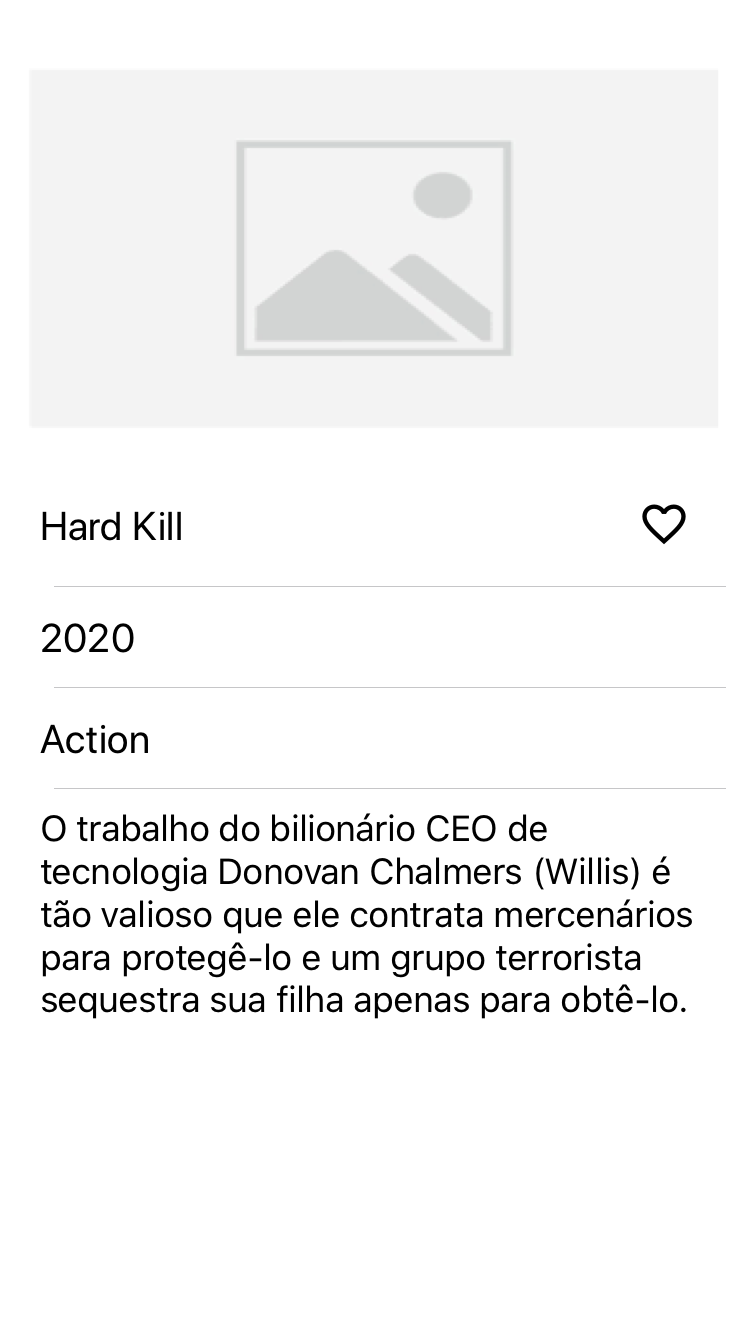 Hard Kill
2020
Action
O trabalho do bilionário CEO de
tecnologia Donovan Chalmers (Willis) é
tão valioso que ele contrata mercenários
para protegê-lo e um grupo terrorista
sequestra sua filha apenas para obtê-lo.